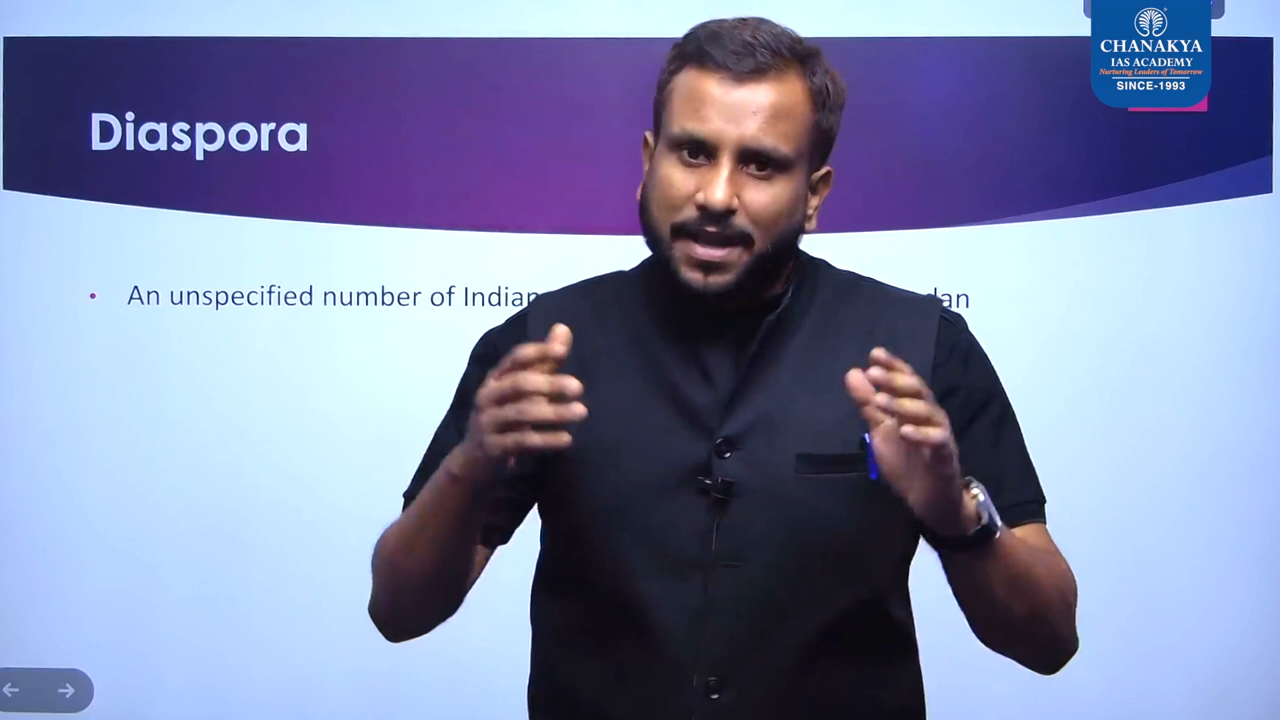 CHANAKYA
IAS ACADEMY
Nurturing Leaders of Tomorrow
SINCE-1993
Diaspora
• An unspecified number of Indian dan